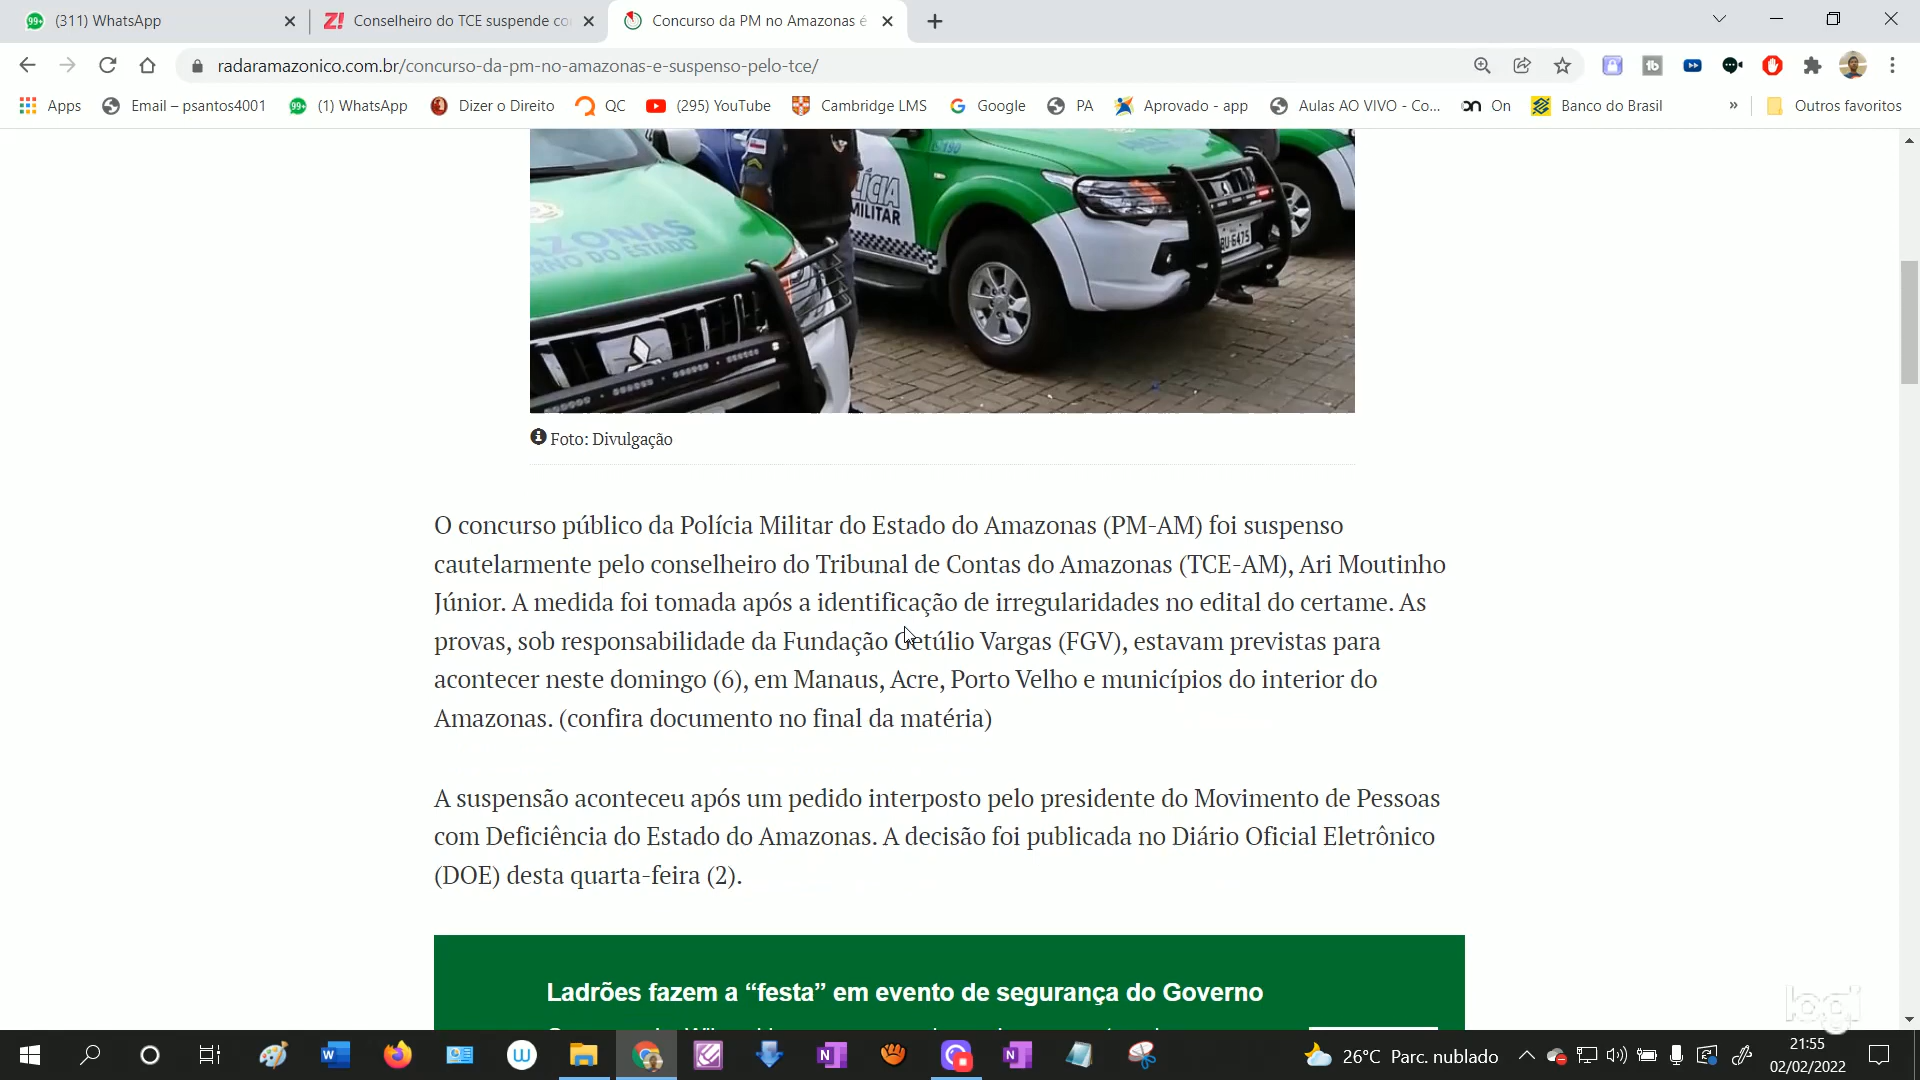 (311) WhatsApp
Conselheiro do TCE suspende co
Concurso da PM no Amazonas é
radaramazonico.com.br/concurso-da-pm-no-amazonas-e-suspenso-pelo-tce/
Apps
Email – psantos4001
(1) WhatsApp
Dizer o Direito
QC
(295) YouTube
Cambridge LMS
Google
PA
Aprovado - app
Aulas AO VIVO - Co...
On
Banco do Brasil
»
Outros favoritos
190
LÍCIA
MILITAR
AZONAS
RNO DO ESTADO
Foto: Divulgação
O concurso público da Polícia Militar do Estado do Amazonas (PM-AM) foi suspenso
cautelarmente pelo conselheiro do Tribunal de Contas do Amazonas (TCE-AM), Ari Moutinho
Júnior. A medida foi tomada após a identificação de irregularidades no edital do certame. As
provas, sob responsabilidade da Fundação Getúlio Vargas (FGV), estavam previstas para
acontecer neste domingo (6), em Manaus, Acre, Porto Velho e municípios do interior do
Amazonas. (confira documento no final da matéria)
A suspensão aconteceu após um pedido interposto pelo presidente do Movimento de Pessoas
com Deficiência do Estado do Amazonas. A decisão foi publicada no Diário Oficial Eletrônico
(DOE) desta quarta-feira (2).
Ladrões fazem a “festa” em evento de segurança do Governo
logi
26°C Parc. nublado
21:55
02/02/2022